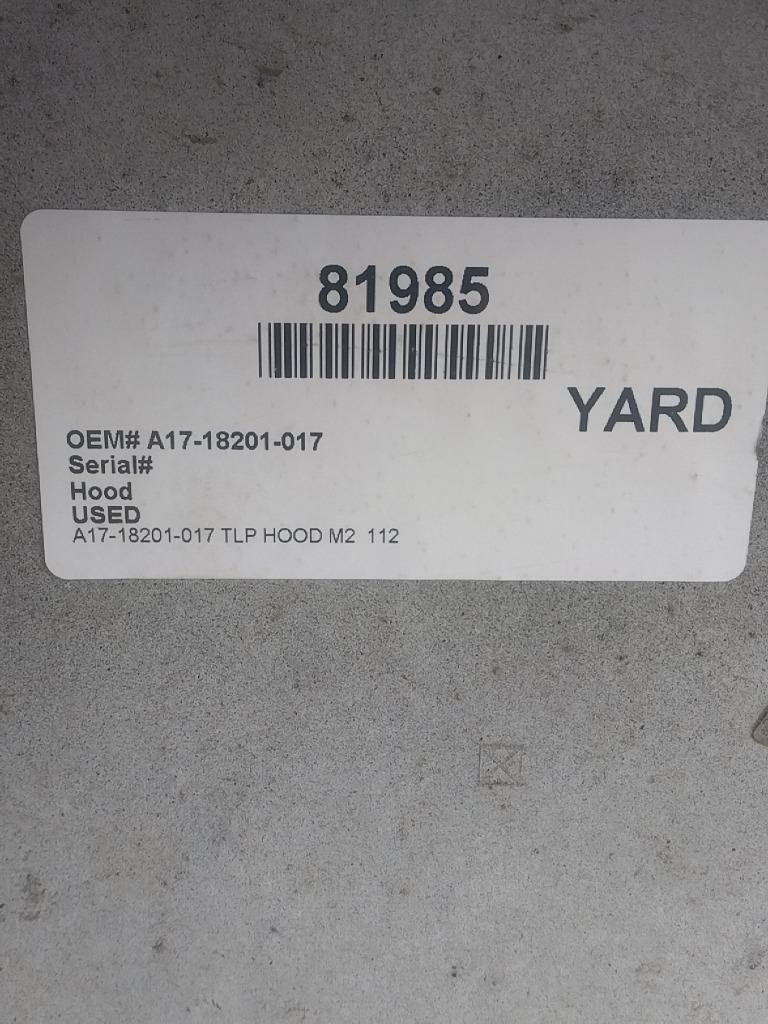 81985
YARD
OEM# A17-18201-017
Serial#
Hood
USED
A17-18201-017 TLP HOOD M2  112